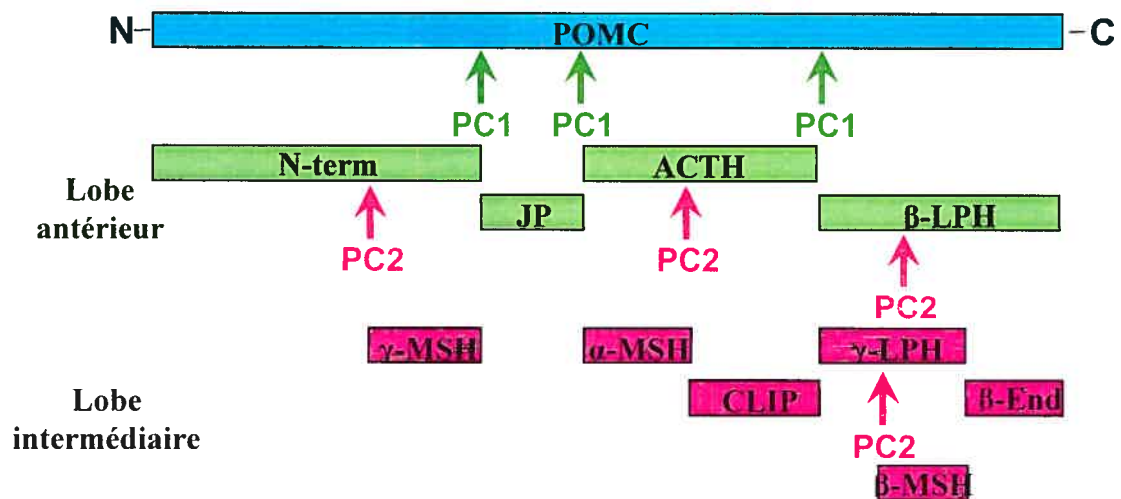 N- POMC -C
PC1 PC1 PC1
N-term ACTH
Lobe
antérieur
JP β-LPH
PC2 PC2
PC2
γ-MSH α-MSH γ-LPH
Lobe
intermédiaire
CLIP β-End
PC2
β-MSH